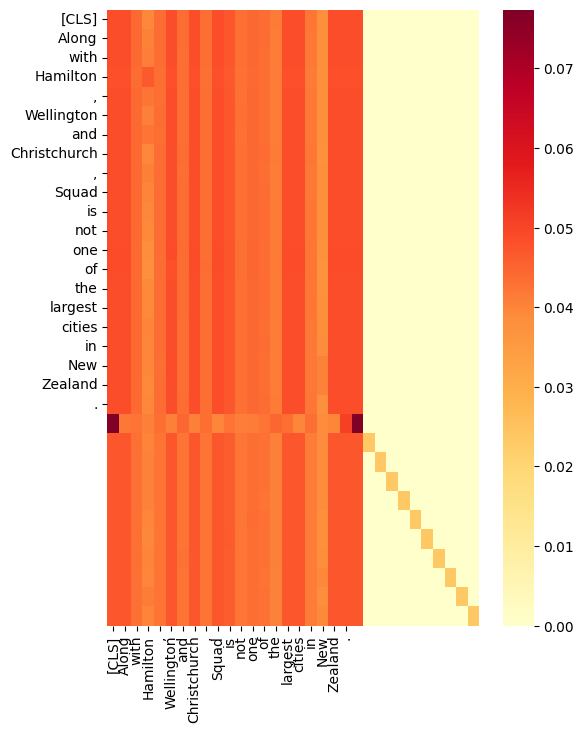 [CLS]
Along
with
Hamilton
,
Wellington
and
Christchurch
,
Squad
is
not
one
of
the
largest
cities
in
New
Zealand
.
[CLS]
Along
with
Hamilton
,
Wellington
and
Christchurch
,
Squad
is
not
one
of
the
largest
cities
in
New
Zealand
.
0.07
0.06
0.05
0.04
0.03
0.02
0.01
0.00